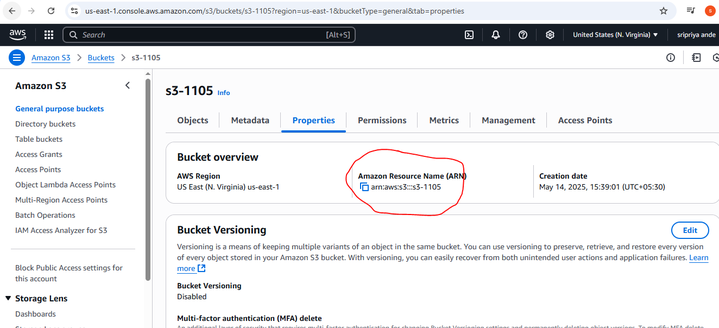 us-east-1.console.aws.amazon.com/s3/buckets/s3-1105?region=us-east-1&bucketType=general&tab=properties
aws
Search
[Alt+S]
United States (N. Virginia)
sripriya ande
Amazon S3 > Buckets > s3-1105
Amazon S3
General purpose buckets
Directory buckets
Table buckets
Access Grants
Access Points
Object Lambda Access Points
Multi-Region Access Points
Batch Operations
IAM Access Analyzer for S3
Block Public Access settings for
this account
Storage Lens
Dashboards
s3-1105 Info
Objects
Metadata
Properties
Permissions
Metrics
Management
Access Points
Bucket overview
AWS Region
US East (N. Virginia) us-east-1
Amazon Resource Name (ARN)
arn:aws:s3:::s3-1105
Creation date
May 14, 2025, 15:39:01 (UTC+05:30)
Bucket Versioning
Edit
Versioning is a means of keeping multiple variants of an object in the same bucket. You can use versioning to preserve, retrieve, and restore every version
of every object stored in your Amazon S3 bucket. With versioning, you can easily recover from both unintended user actions and application failures. Learn
more
Bucket Versioning
Disabled
Multi-factor authentication (MFA) delete